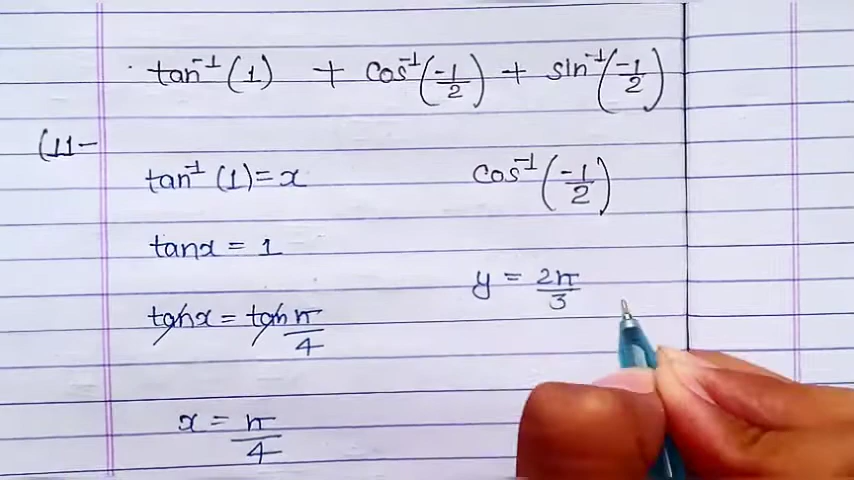 tan⁻¹(1) + cos⁻¹(-1/2) + sin⁻¹(-1/2)
(11-
tan⁻¹(1) = x
cos⁻¹(-1/2)
tanx = 1
y = 2π/3
tanx = tan π/4
x = π/4